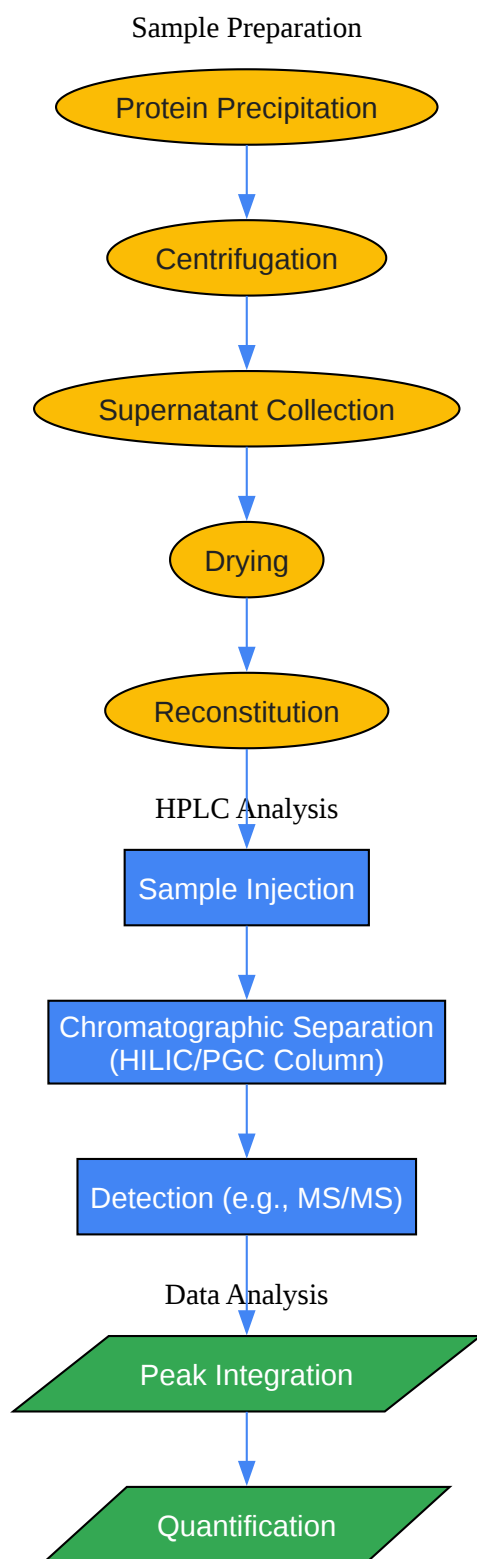 Sample Preparation
Protein Precipitation
Centrifugation
Supernatant Collection
Drying
Reconstitution
HPLC Analysis
Sample Injection
Chromatographic Separation
(HILIC/PGC Column)
Detection (e.g., MS/MS)
Data Analysis
Peak Integration
Quantification